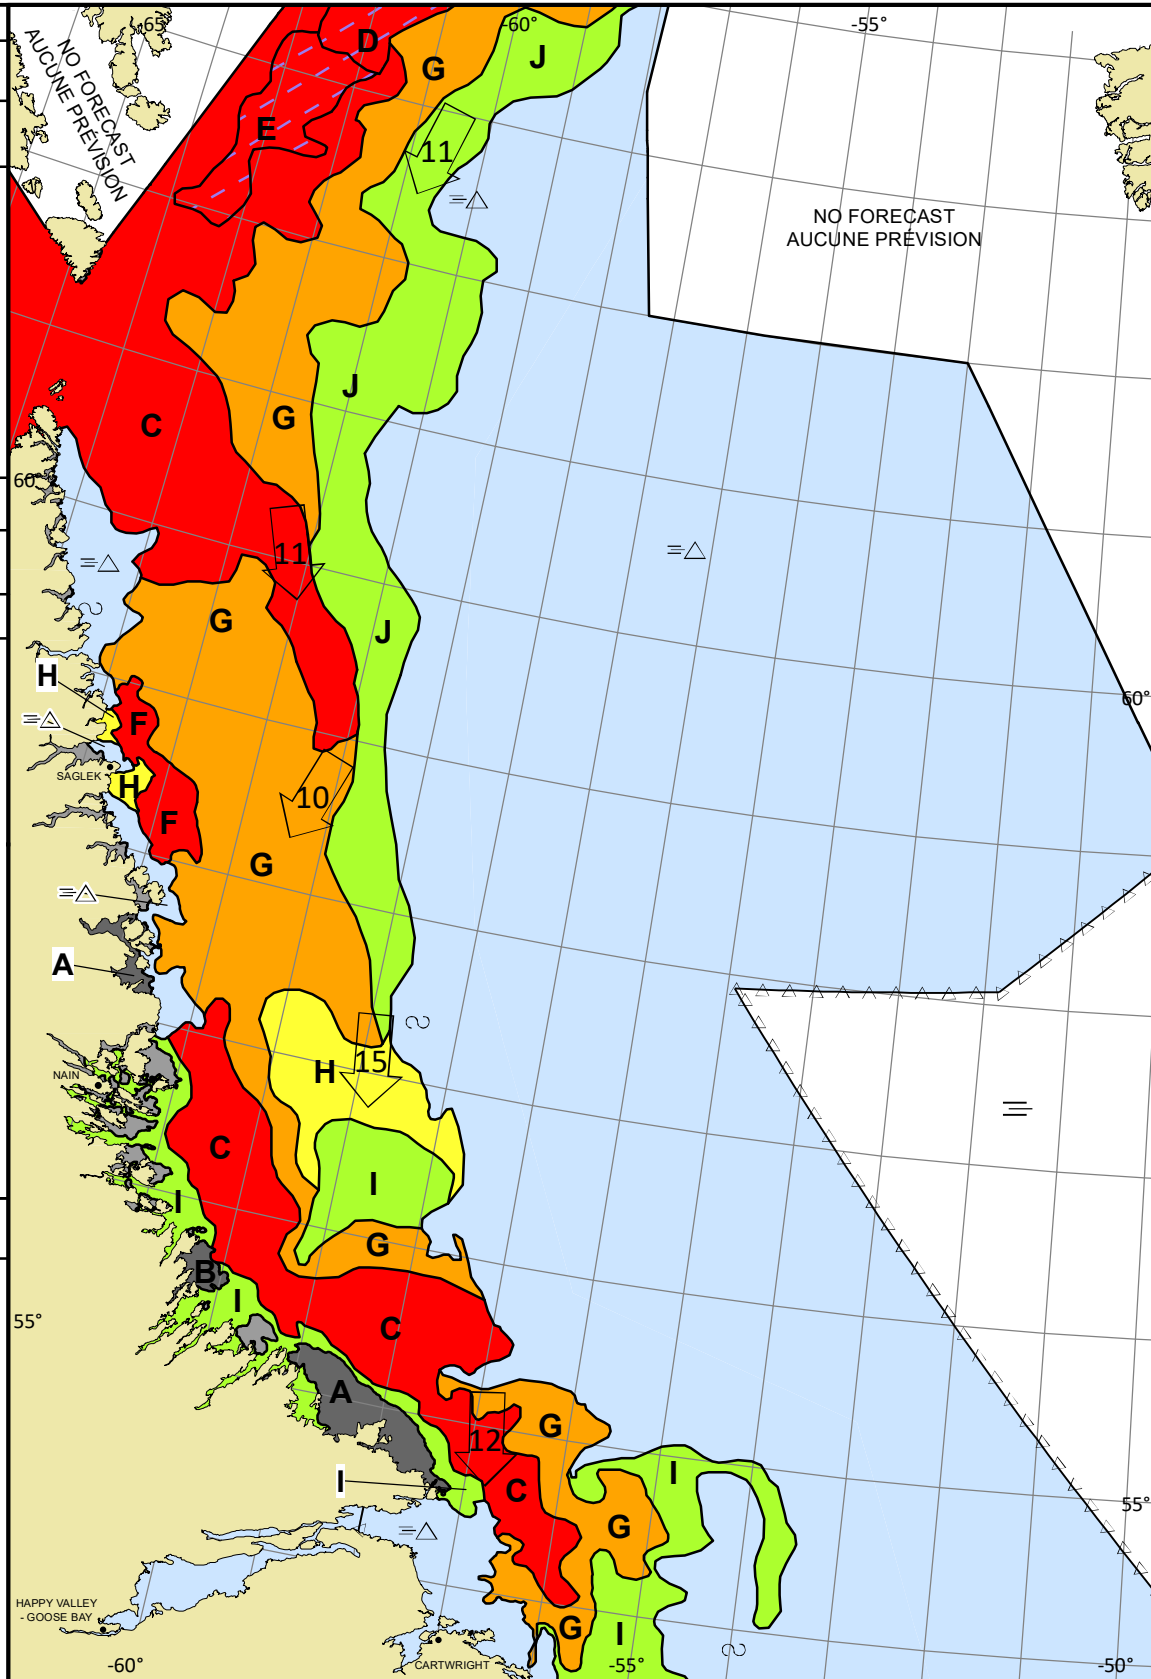 -65°
-60°
-55°
NO FORECAST
AUCUNE PRÉVISION
D
G
J
E
11
NO FORECAST
AUCUNE PREVISION
J
G
C
60°
11
G
J
H
60°
F
SAGLEK
H
10
F
G
A
15
NAIN
H
C
I
I
G
B
I
55°
C
A
G
12
I
I
C
55°
G
HAPPY VALLEY
- GOOSE BAY
G
I
CARTWRIGHT
-60°
-55°
-50°